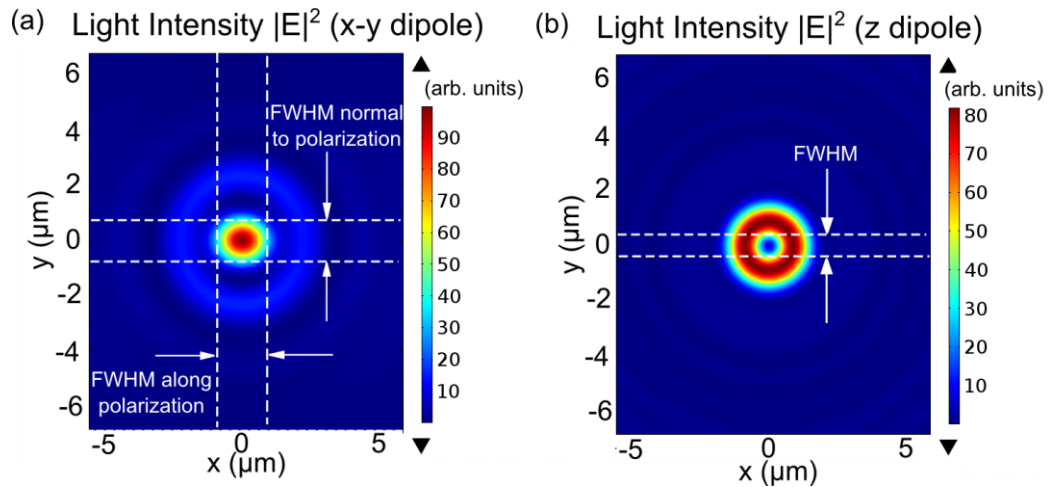 (a) Light Intensity |E|² (x-y dipole)
6
4
2
0
-2
-4
-6
y (µm)
-5
0
5
x (µm)
FWHM normal
to polarization
FWHM along
polarization
(arb. units)
90
80
70
60
50
40
30
20
10
(b) Light Intensity |E|² (z dipole)
6
4
2
0
-2
-4
-6
y (µm)
-5
0
5
x (µm)
FWHM
(arb. units)
80
70
60
50
40
30
20
10